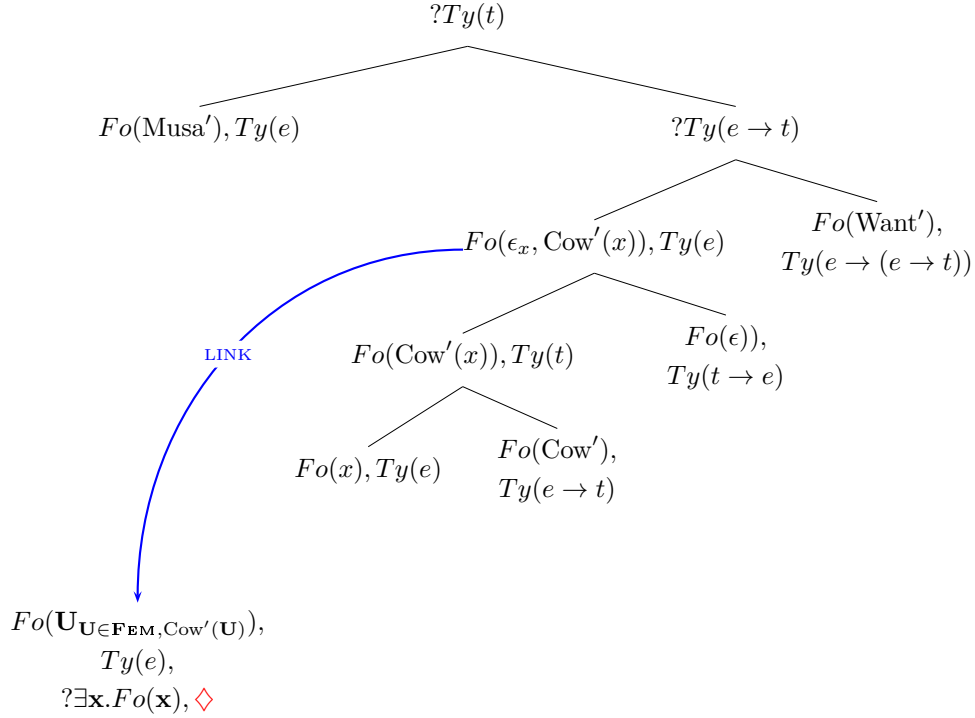 ?Ty(t)
Fo(Musa′), Ty(e)
?Ty(e → t)
Fo(ϵₓ, Cow′(x)), Ty(e)
Fo(Want′),
Ty(e → (e → t))
LINK
Fo(Cow′(x)), Ty(t)
Fo(ϵ)),
Ty(t → e)
Fo(x), Ty(e)
Fo(Cow′),
Ty(e → t)
Fo(U_{U∈FEM,Cow′(U)}),
Ty(e),
?∃x.Fo(x), ♢